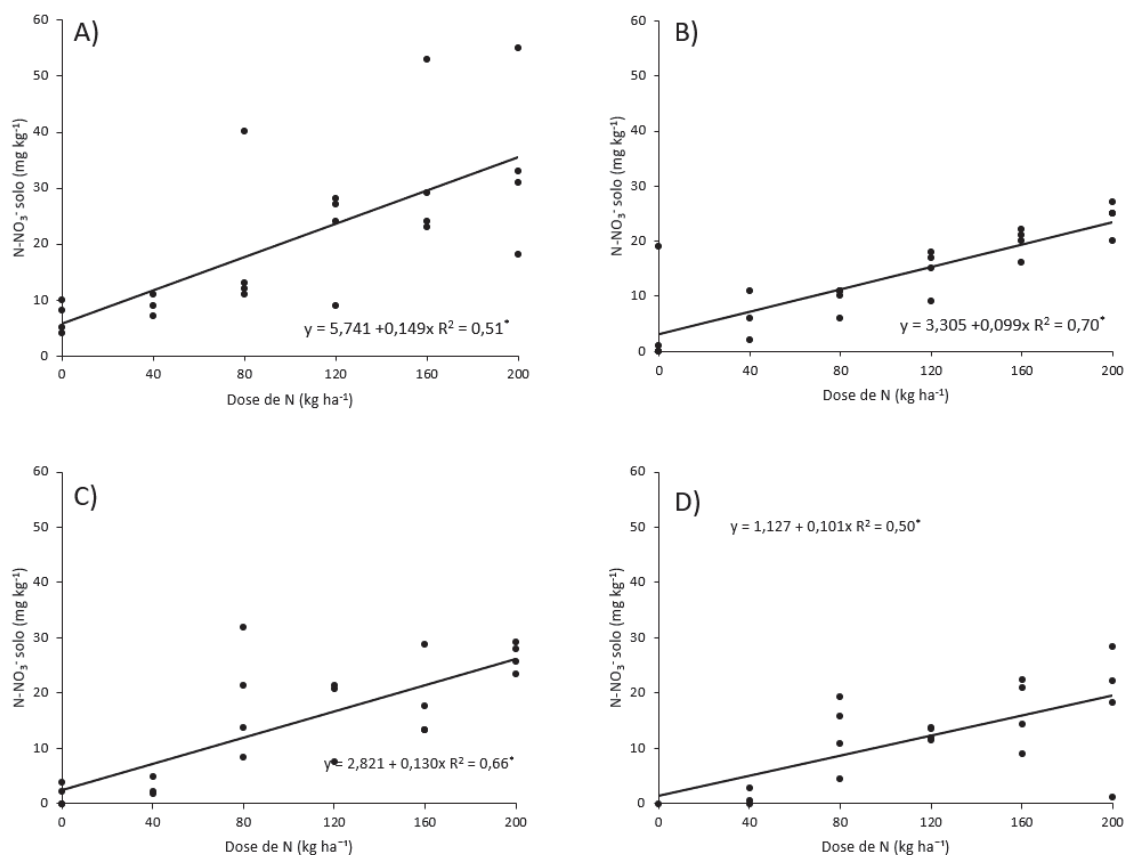 A)
60
50
40
30
20
10
0
N-NO₃⁻ solo (mg kg⁻¹)
y = 5,741 +0,149x R² = 0,51*
0 40 80 120 160 200
Dose de N (kg ha⁻¹)
B)
60
50
40
30
20
10
0
N-NO₃⁻ solo (mg kg⁻¹)
y = 3,305 +0,099x R² = 0,70*
0 40 80 120 160 200
Dose de N (kg ha⁻¹)
C)
60
50
40
30
20
10
0
N-NO₃⁻ solo (mg kg⁻¹)
y = 2,821 + 0,130x R² = 0,66*
0 40 80 120 160 200
Dose de N (kg ha⁻¹)
D)
60
50
40
30
20
10
0
N-NO₃⁻ solo (mg kg⁻¹)
y = 1,127 + 0,101x R² = 0,50*
0 40 80 120 160 200
Dose de N (kg ha⁻¹)